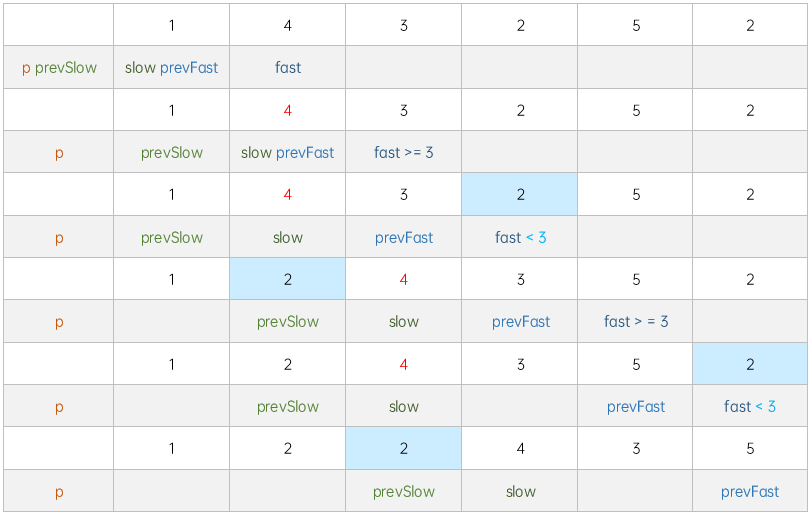 1 4 3 2 5 2
p prevSlow slow prevFast fast
1 4 3 2 5 2
p prevSlow slow prevFast fast >= 3
1 4 3 2 5 2
p prevSlow slow prevFast fast < 3
1 2 4 3 5 2
p prevSlow slow prevFast fast > = 3
1 2 4 3 5 2
p prevSlow slow prevFast fast < 3
1 2 2 4 3 5
p prevSlow slow prevFast